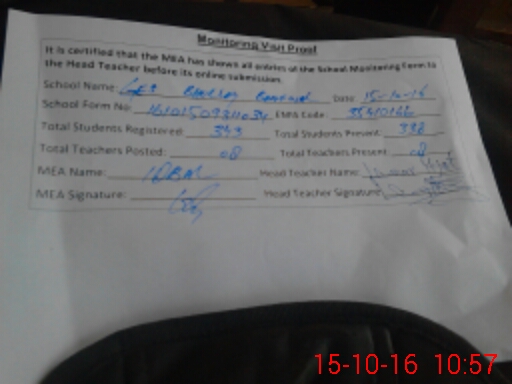 Monitoring Visit Proof
It is certified that the MEA has shown all entries of the School Monitoring Form to
the Head Teacher before its online submission.
School Name: Date: 15-10-16
School Form No EMIS Code:
Total Students Registered: 393 Total Students Present: 338
Total Teachers Posted: 08 Total Teachers Present: 08
MEA Name: IQBAL Head Teacher Name:
MEA Signature: Head Teacher Signature:
15-10-16 10:57